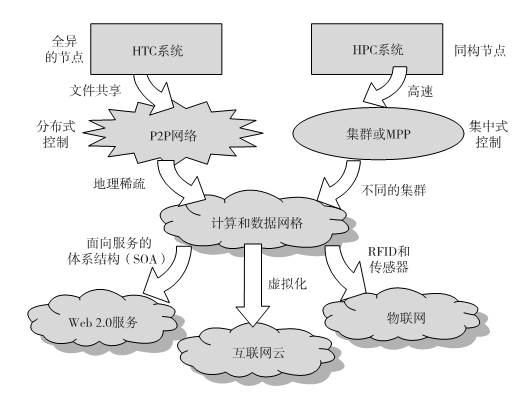 全异
的节点
HTC系统
HPC系统
同构节点
文件共享
高速
分布式
控制
P2P网络
集群或MPP
集中式
控制
地理稀疏
不同的集群
计算和数据网格
面向服务的
体系结构（SOA）
虚拟化
RFID和
传感器
Web 2.0服务
互联网云
物联网